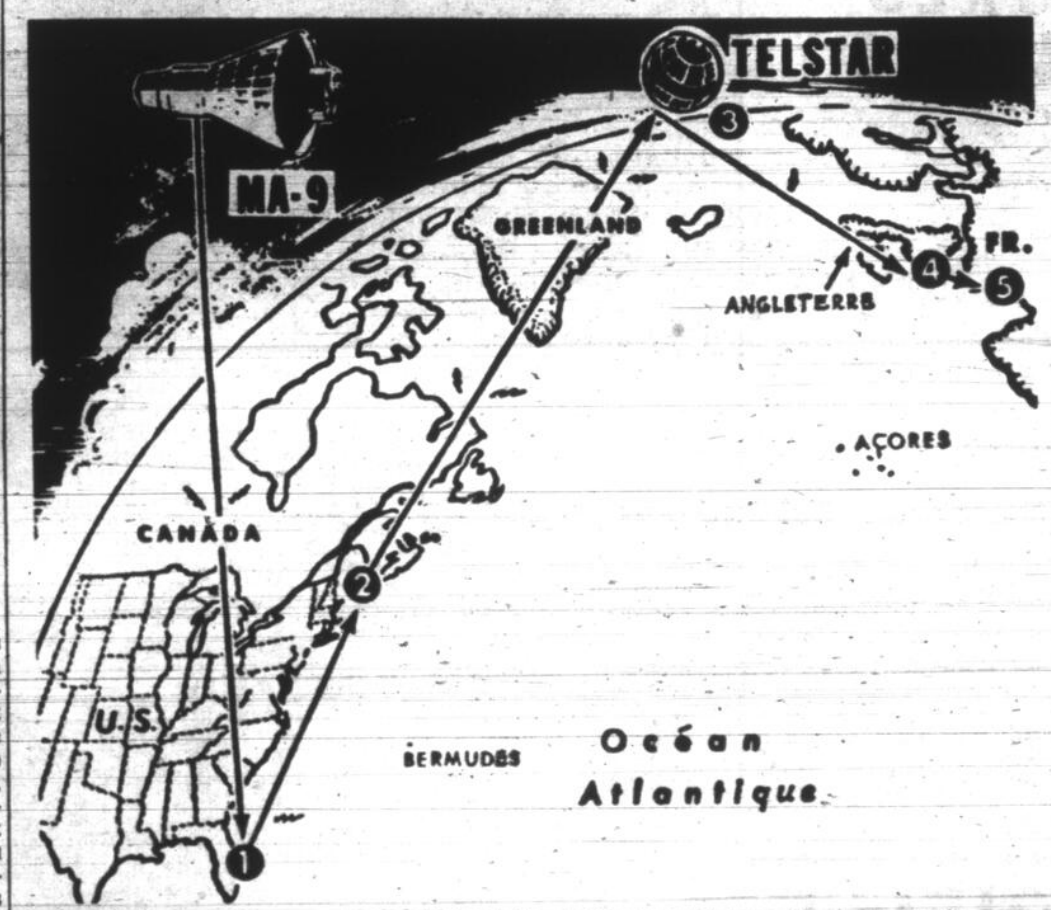 TELSTAR
3
MA-9
GREENLAND
FR.
4
5
ANGLETERRE
AÇORES
CANADA
2
U.S.
BERMUDES
Océan
Atlantique
1